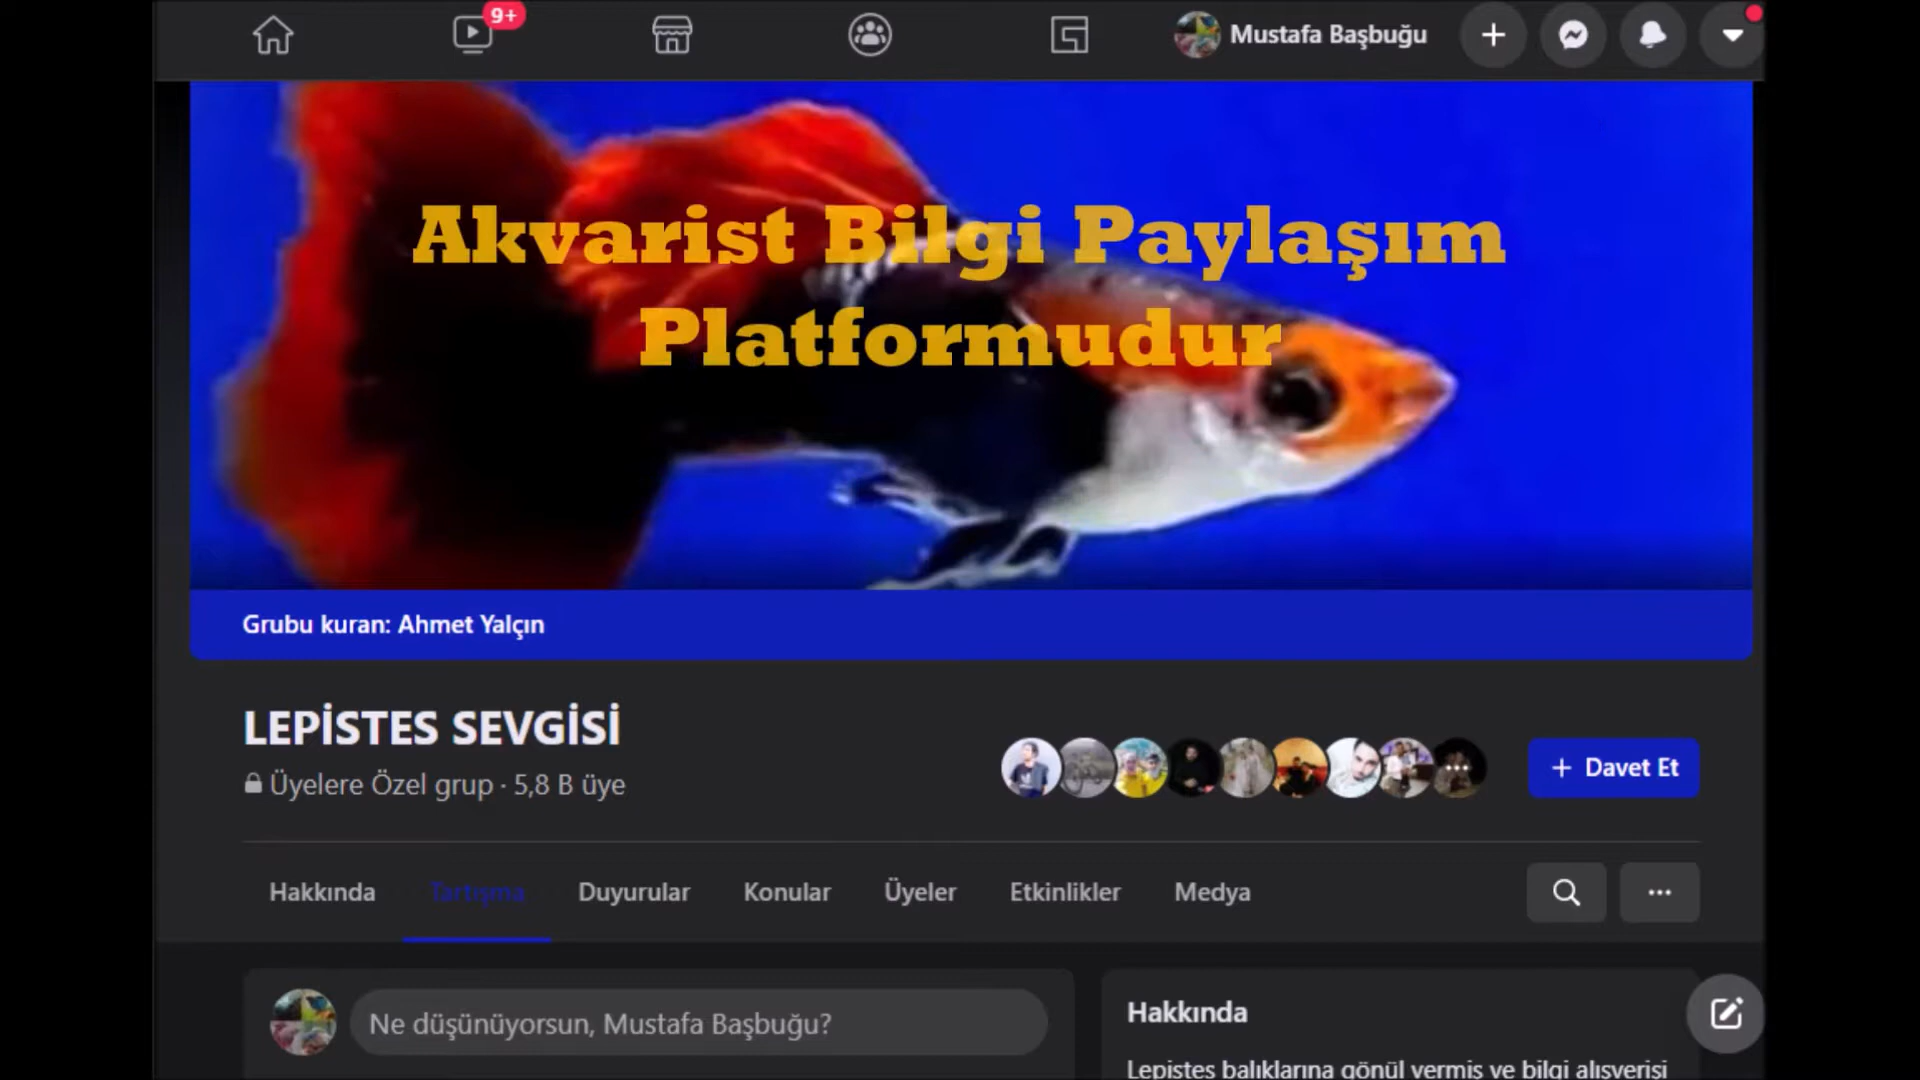 9+
Mustafa Başbuğu
Akvarist Bilgi Paylaşım
Platformudur
Grubu kuran: Ahmet Yalçın
LEPİSTES SEVGİSİ
Üyelere Özel grup · 5,8 B üye
+ Davet Et
Hakkında Tartışma Duyurular Konular Üyeler Etkinlikler Medya
Ne düşünüyorsun, Mustafa Başbuğu?
Hakkında
Lepistes balıklarına gönül vermiş ve bilgi alışverişi